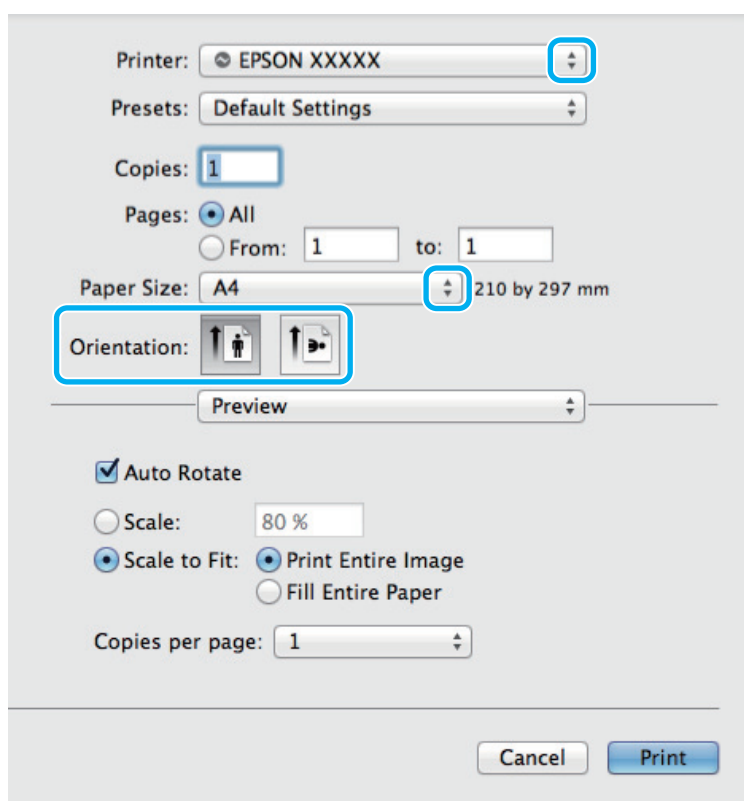 Printer: EPSON XXXXX
Presets: Default Settings
Copies: 1
Pages: All
From: 1 to: 1
Paper Size: A4 210 by 297 mm
Orientation:
Preview
Auto Rotate
Scale: 80 %
Scale to Fit: Print Entire Image
Fill Entire Paper
Copies per page: 1
Cancel Print